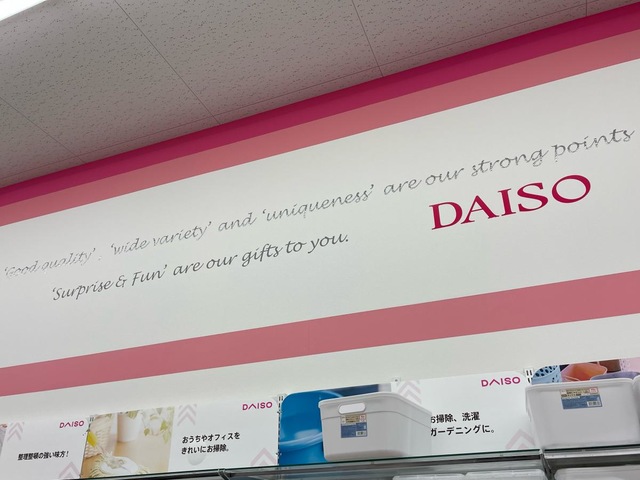 'Good quality', 'wide variety' and 'uniqueness' are our strong points
'Surprise & Fun' are our gifts to you.
DAISO
DAISO
整理整頓の強い味方!
DAISO
おうちやオフィスを
きれいにお掃除。
DAISO
お掃除、洗濯
ガーデニングに。